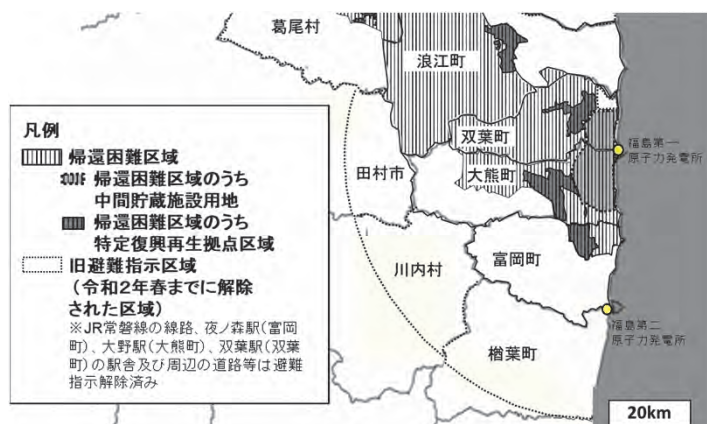 葛尾村
浪江町
双葉町
大熊町
田村市
川内村
富岡町
楢葉町
福島第一
原子力発電所
福島第二
原子力発電所
凡例
帰還困難区域
帰還困難区域のうち
中間貯蔵施設用地
帰還困難区域のうち
特定復興再生拠点区域
旧避難指示区域
(令和2年春までに解除
された区域)
※JR常磐線の線路、夜ノ森駅(富岡
町)、大野駅(大熊町)、双葉駅(双葉
町)の駅舎及び周辺の道路等は避難
指示解除済み
20km